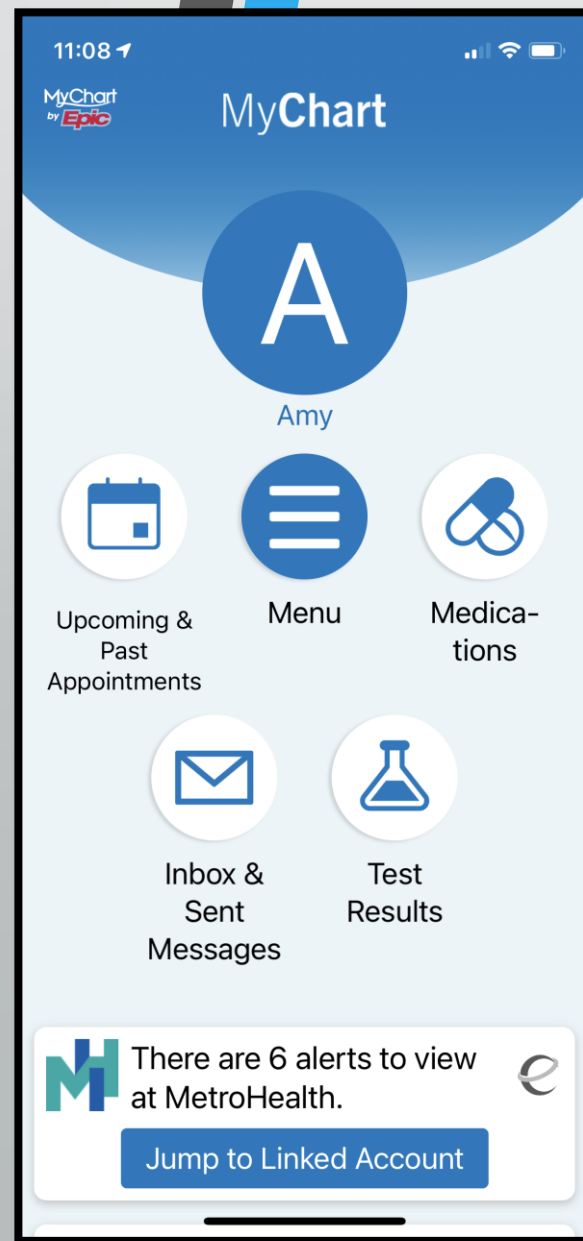 11:08
MyChart
by Epic
MyChart
A
Amy
Upcoming &
Past
Appointments
Menu
Medica-
tions
Inbox &
Sent
Messages
Test
Results
MH
There are 6 alerts to view
at MetroHealth.
e
Jump to Linked Account